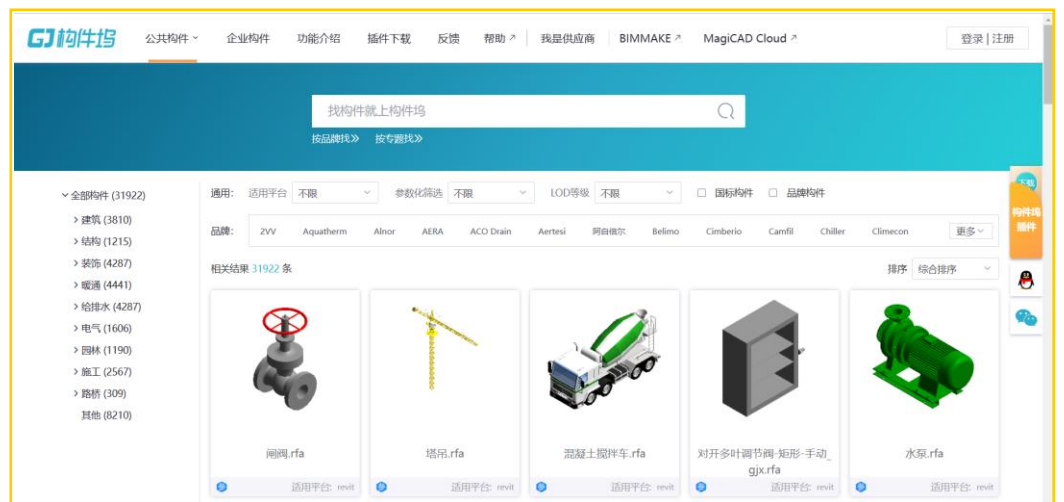 GJ构件坞 公共构件 企业构件 功能介绍 插件下载 反馈 帮助 我是供应商 BIMMAKE MagiCAD Cloud 登录 | 注册
找构件就上构件坞
按品牌找 按专题找
下载
构件坞
插件
全部构件 (31922)
建筑 (3810)
结构 (1215)
装饰 (4287)
暖通 (4441)
给排水 (4287)
电气 (1606)
园林 (1190)
施工 (2567)
路桥 (309)
其他 (8210)
通用: 适用平台 不限 参数化筛选 不限 LOD等级 不限 国标构件 品牌构件
品牌: 2VV Aquatherm Alnor AERA ACO Drain Aertesi 阿自倍尔 Belimo Cimberio Camfil Chiller Climecon 更多
相关结果 31922 条 排序 综合排序
闸阀.rfa 塔吊.rfa 混凝土搅拌车.rfa 对开多叶调节阀-矩形-手动_
gjx.rfa 水泵.rfa
适用平台: revit 适用平台: revit 适用平台: revit 适用平台: revit 适用平台: revit